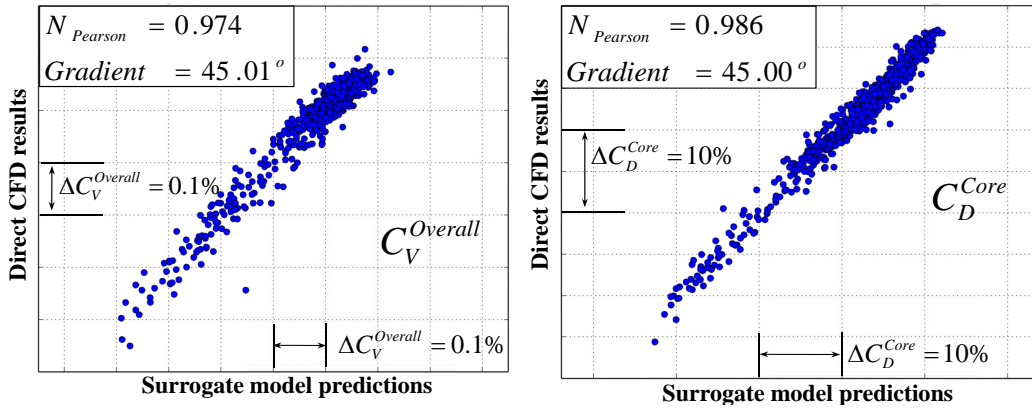 N Pearson = 0.974
Gradient = 45 .01 o
Direct CFD results
ΔC_V^Overall = 0.1%
C_V^Overall
ΔC_V^Overall = 0.1%
Surrogate model predictions
N Pearson = 0.986
Gradient = 45.00 o
Direct CFD results
ΔC_D^Core = 10%
C_D^Core
ΔC_D^Core = 10%
Surrogate model predictions